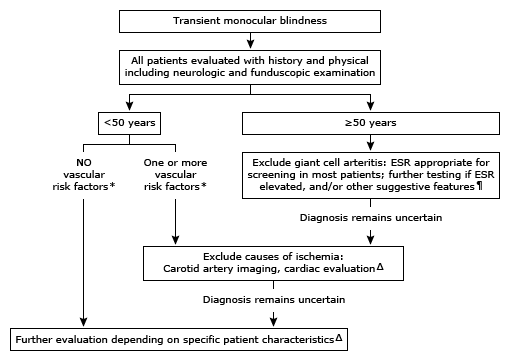 Transient monocular blindness
All patients evaluated with history and physical
including neurologic and funduscopic examination
<50 years
≥50 years
NO
vascular
risk factors*
One or more
vascular
risk factors*
Exclude giant cell arteritis: ESR appropriate for
screening in most patients; further testing if ESR
elevated, and/or other suggestive features¶
Diagnosis remains uncertain
Exclude causes of ischemia:
Carotid artery imaging, cardiac evaluationΔ
Diagnosis remains uncertain
Further evaluation depending on specific patient characteristicsΔ